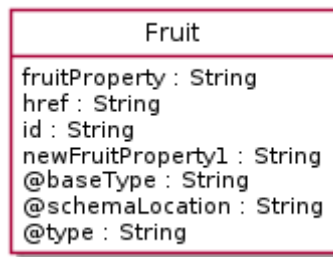 Fruit
fruitProperty : String
href : String
id : String
newFruitProperty1 : String
@baseType : String
@schemaLocation : String
@type : String